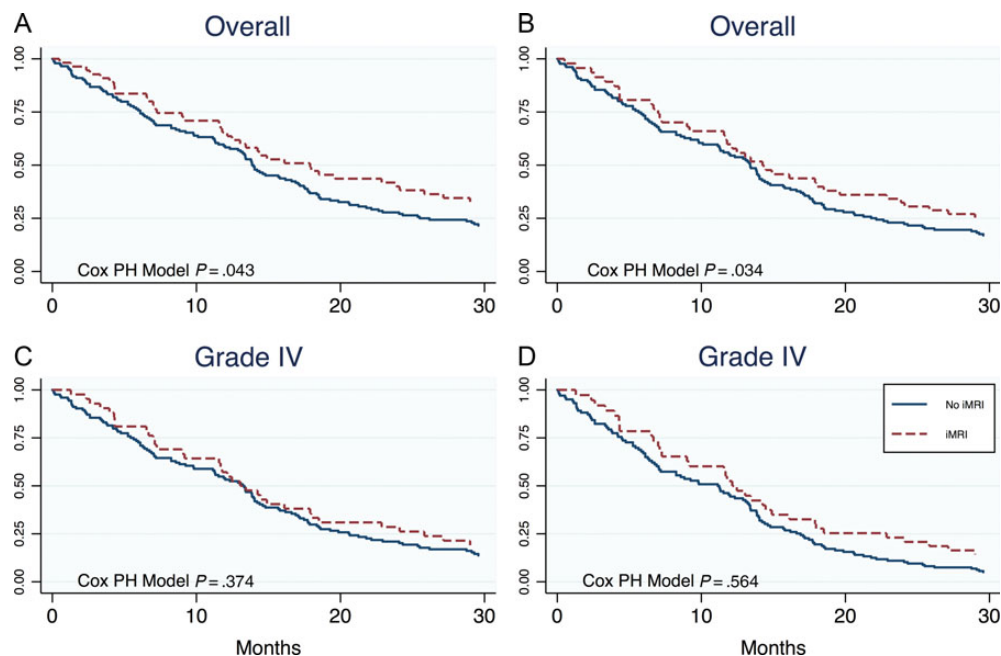 A
Overall
1.00
0.75
0.50
0.25
0.00
Cox PH Model P = .043
0
10
20
30
B
Overall
1.00
0.75
0.50
0.25
0.00
Cox PH Model P = .034
0
10
20
30
C
Grade IV
1.00
0.75
0.50
0.25
0.00
Cox PH Model P = .374
0
10
20
30
Months
D
Grade IV
1.00
0.75
0.50
0.25
0.00
No iMRI
iMRI
Cox PH Model P = .564
0
10
20
30
Months